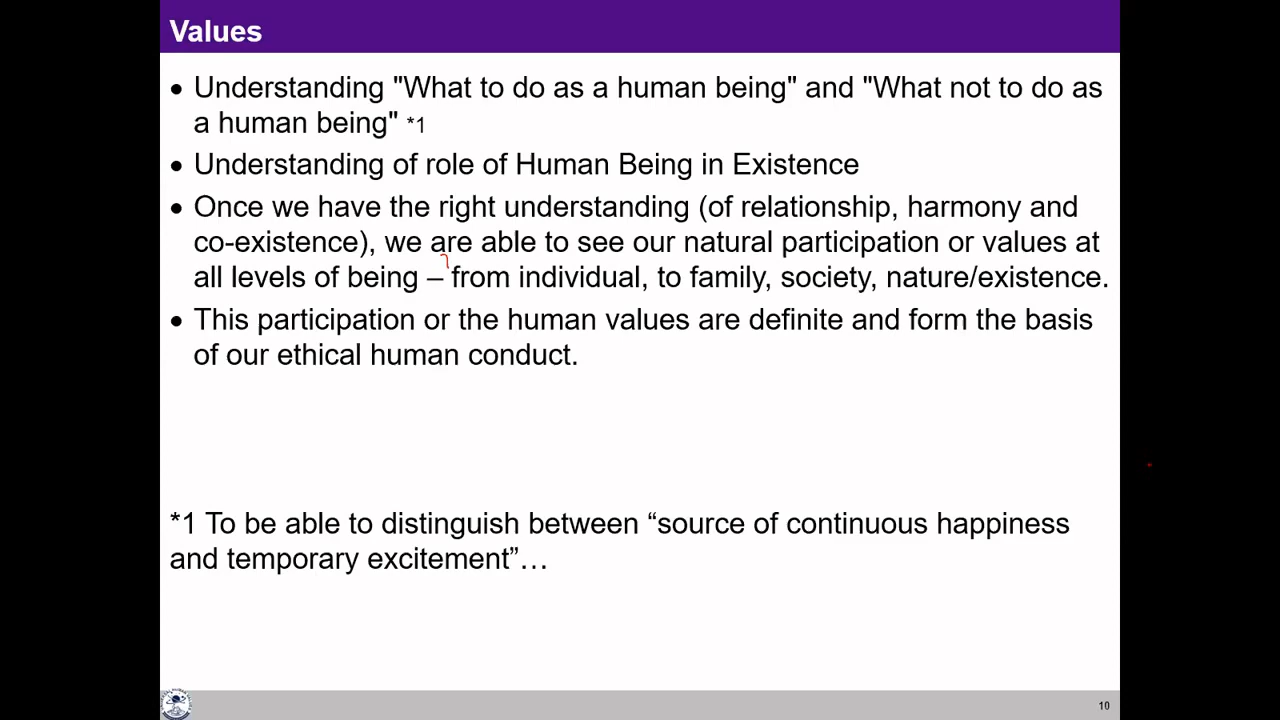 Values
• Understanding "What to do as a human being" and "What not to do as
a human being" *1
• Understanding of role of Human Being in Existence
• Once we have the right understanding (of relationship, harmony and
co-existence), we are able to see our natural participation or values at
all levels of being – from individual, to family, society, nature/existence.
• This participation or the human values are definite and form the basis
of our ethical human conduct.
*1 To be able to distinguish between “source of continuous happiness
and temporary excitement”…
10